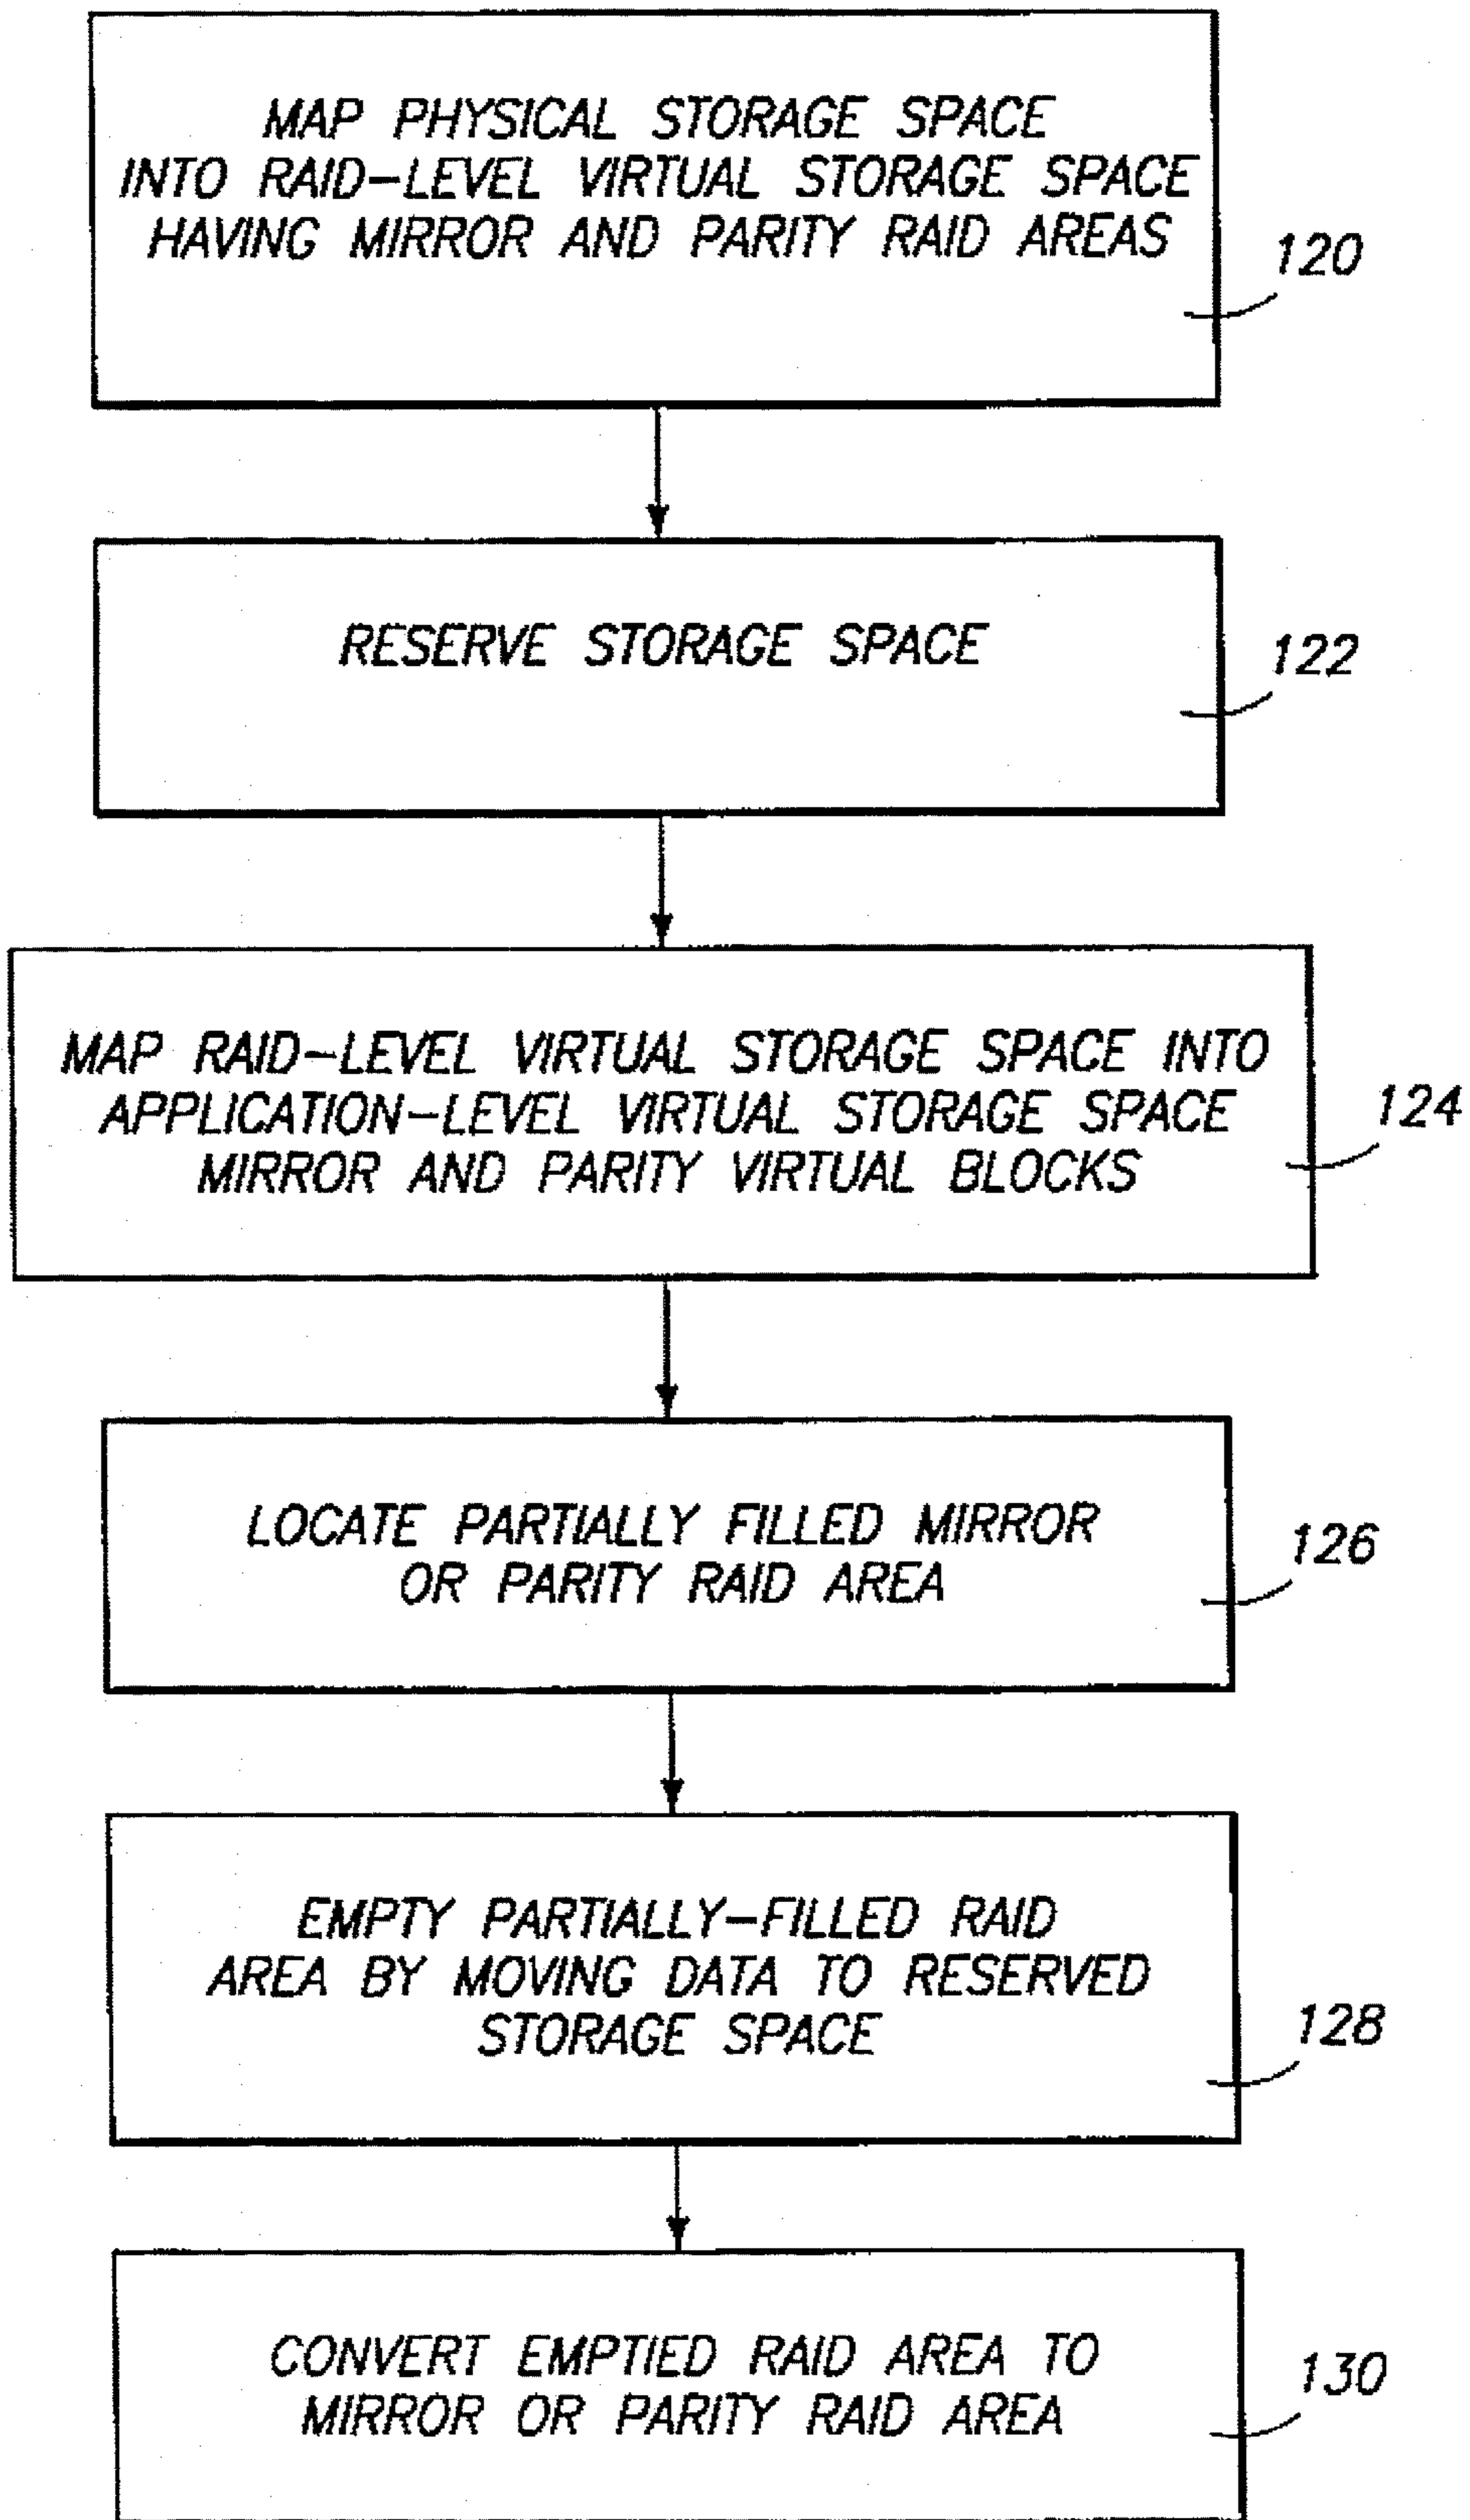 MAP PHYSICAL STORAGE SPACE
INTO RAID-LEVEL VIRTUAL STORAGE SPACE
HAVING MIRROR AND PARITY RAID AREAS
120
RESERVE STORAGE SPACE
122
MAP RAID-LEVEL VIRTUAL STORAGE SPACE INTO
APPLICATION-LEVEL VIRTUAL STORAGE SPACE
MIRROR AND PARITY VIRTUAL BLOCKS
124
LOCATE PARTIALLY FILLED MIRROR
OR PARITY RAID AREA
126
EMPTY PARTIALLY-FILLED RAID
AREA BY MOVING DATA TO RESERVED
STORAGE SPACE
128
CONVERT EMPTIED RAID AREA TO
MIRROR OR PARITY RAID AREA
130